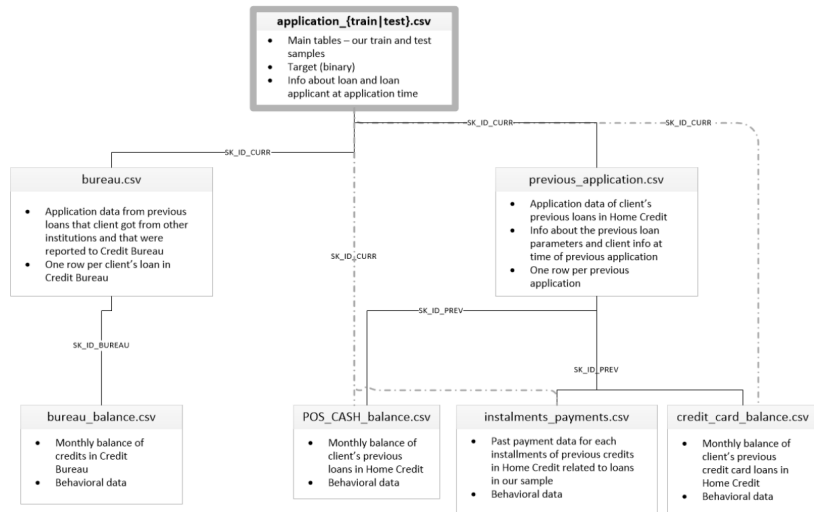 application_{train|test}.csv
• Main tables – our train and test
samples
• Target (binary)
• Info about loan and loan
applicant at application time
SK_ID_CURR
SK_ID_CURR
SK_ID_CURR
bureau.csv
• Application data from previous
loans that client got from other
institutions and that were
reported to Credit Bureau
• One row per client's loan in
Credit Bureau
previous_application.csv
• Application data of client's
previous loans in Home Credit
• Info about the previous loan
parameters and client info at
time of previous application
• One row per previous
application
SK_ID_CURR
SK_ID_PREV
SK_ID_BUREAU
SK_ID_PREV
bureau_balance.csv
• Monthly balance of
credits in Credit
Bureau
• Behavioral data
POS_CASH_balance.csv
• Monthly balance of
client's previous
loans in Home Credit
• Behavioral data
instalments_payments.csv
• Past payment data for each
installments of previous credits
in Home Credit related to loans
in our sample
• Behavioral data
credit_card_balance.csv
• Monthly balance of
client's previous
credit card loans in
Home Credit
• Behavioral data